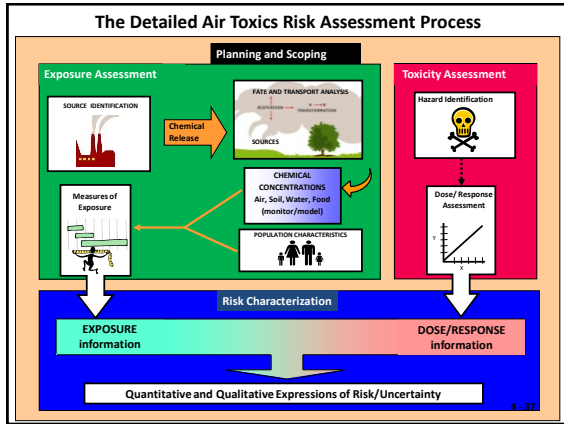 The Detailed Air Toxics Risk Assessment Process
Planning and Scoping
Exposure Assessment
SOURCE IDENTIFICATION
Chemical
Release
FATE AND TRANSPORT ANALYSIS
DISPERSION
TRANSFORMATION
SOURCES
CHEMICAL
CONCENTRATIONS
Air, Soil, Water, Food
(monitor/model)
POPULATION CHARACTERISTICS
Measures of
Exposure
Toxicity Assessment
Hazard Identification
Dose/ Response
Assessment
Y
X
Risk Characterization
EXPOSURE
information
DOSE/RESPONSE
information
Quantitative and Qualitative Expressions of Risk/Uncertainty